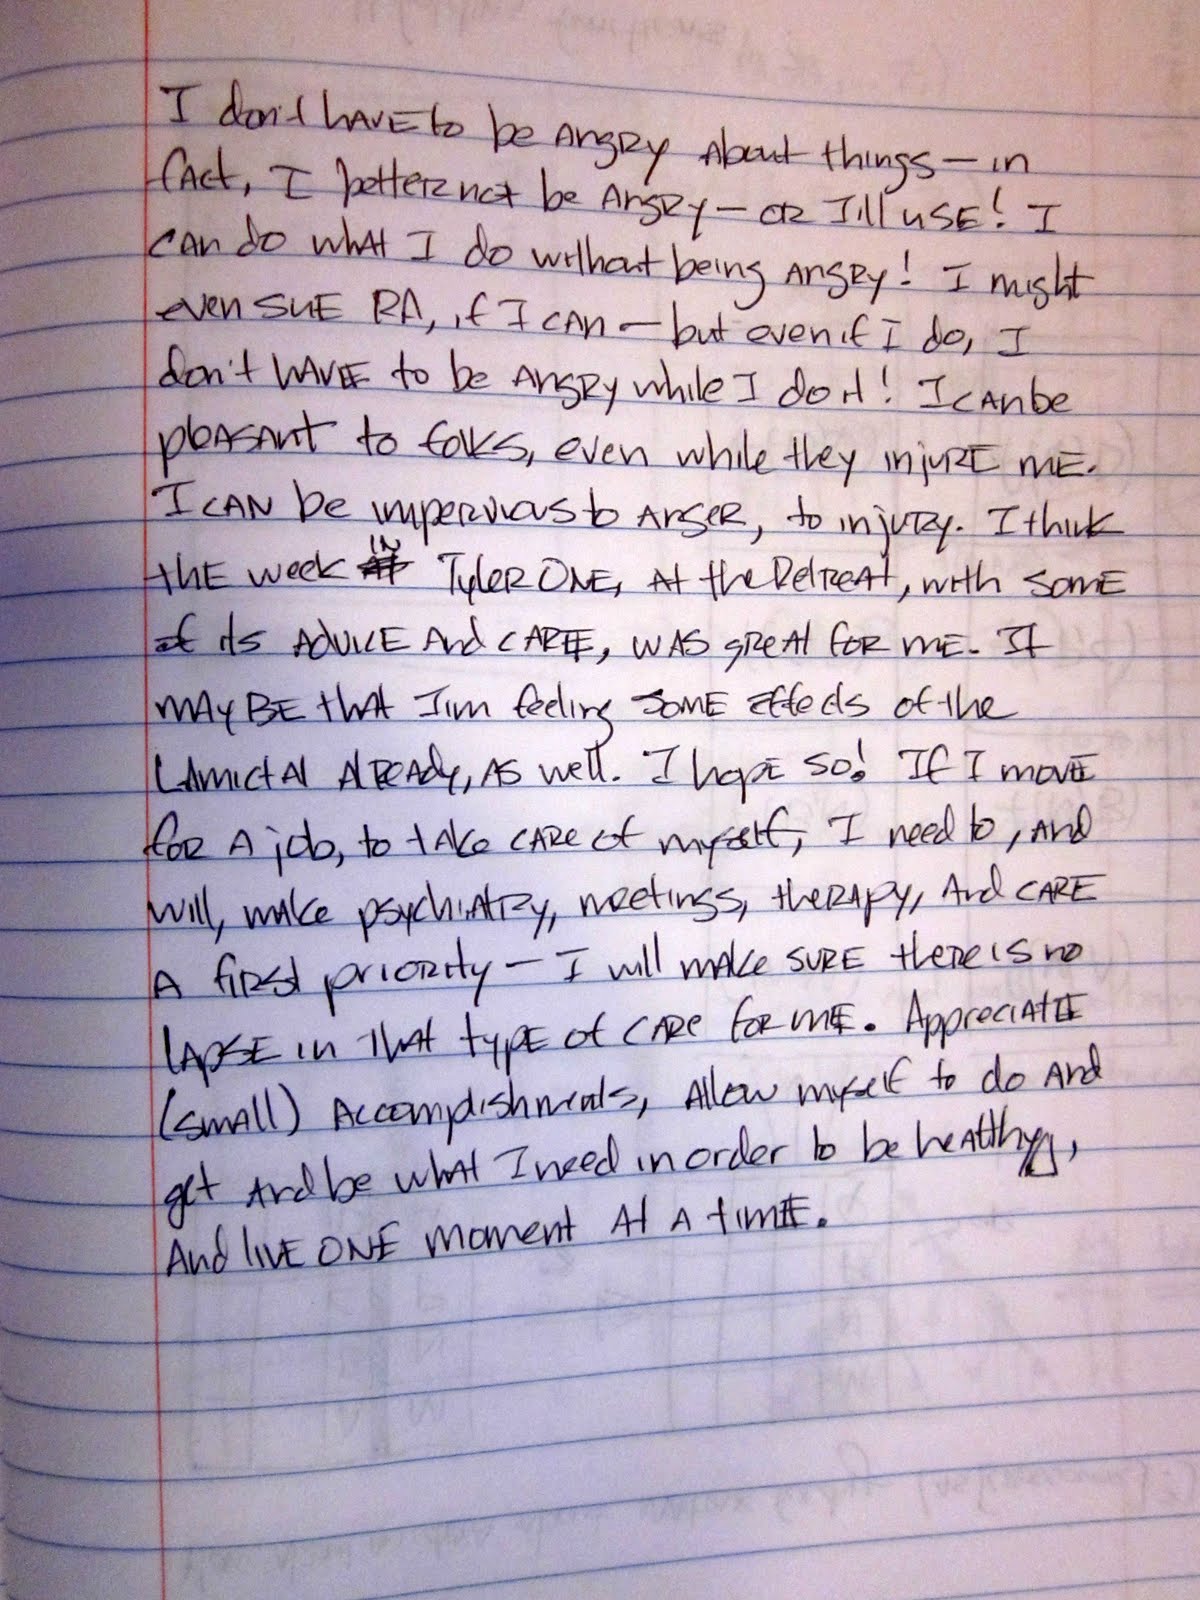 I don't HAVE to be ANGRY About things — in
fAct, I better not be ANGRY — OR I'll USE! I
CAN do whAt I do without being ANGRY! I might
even SUE RA, if I CAN — but even if I do, I
don't HAVE to be ANGRY while I do it! I CAN be
pleASANT to folks, even while they injURE ME.
I CAN be impervious to ANGER, to injURY. I think
the week IN TyleR ONE, At the RetReAt, with SOME
of its ADVICE And CARE, WAS gReAt FOR ME. It
MAY BE thAt I'm feeling SOME Effects of the
LAmictAl AlReAdy, AS well. I hope SO! If I move
foR A job, to tAke CARE of myself, I need to, And
will, mAke psychiAtRy, meetings, theRApy, And CARE
A fiRst pRioRity — I will mAke SURE theRe is no
lApSE in thAt typE of CARe FOR ME. AppReciAtE
(smAll) Accomplishments, Allow myself to do And
get And be whAt I need in order to be heAlthy,
And live ONE moment At A timE.